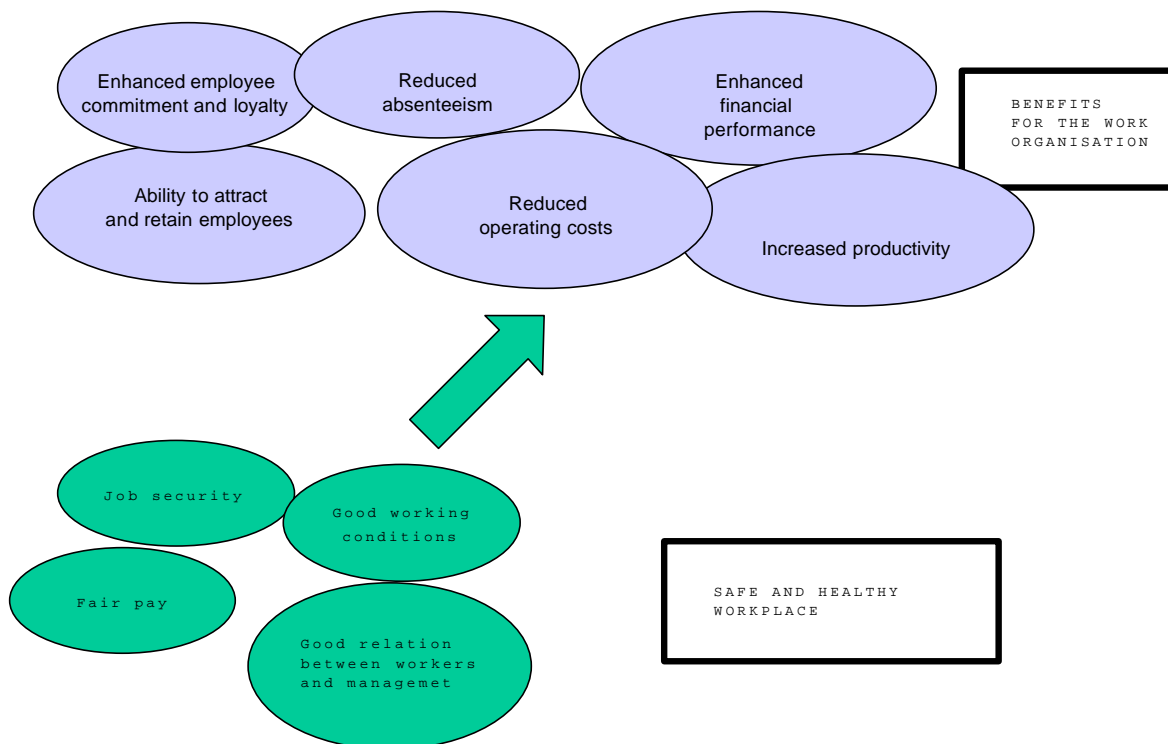 Enhanced employee
commitment and loyalty
Reduced
absenteeism
Enhanced
financial
performance
BENEFITS
FOR THE WORK
ORGANISATION
Ability to attract
and retain employees
Reduced
operating costs
Increased productivity
Job security
Good working
conditions
Fair pay
Good relation
between workers
and managemet
SAFE AND HEALTHY
WORKPLACE